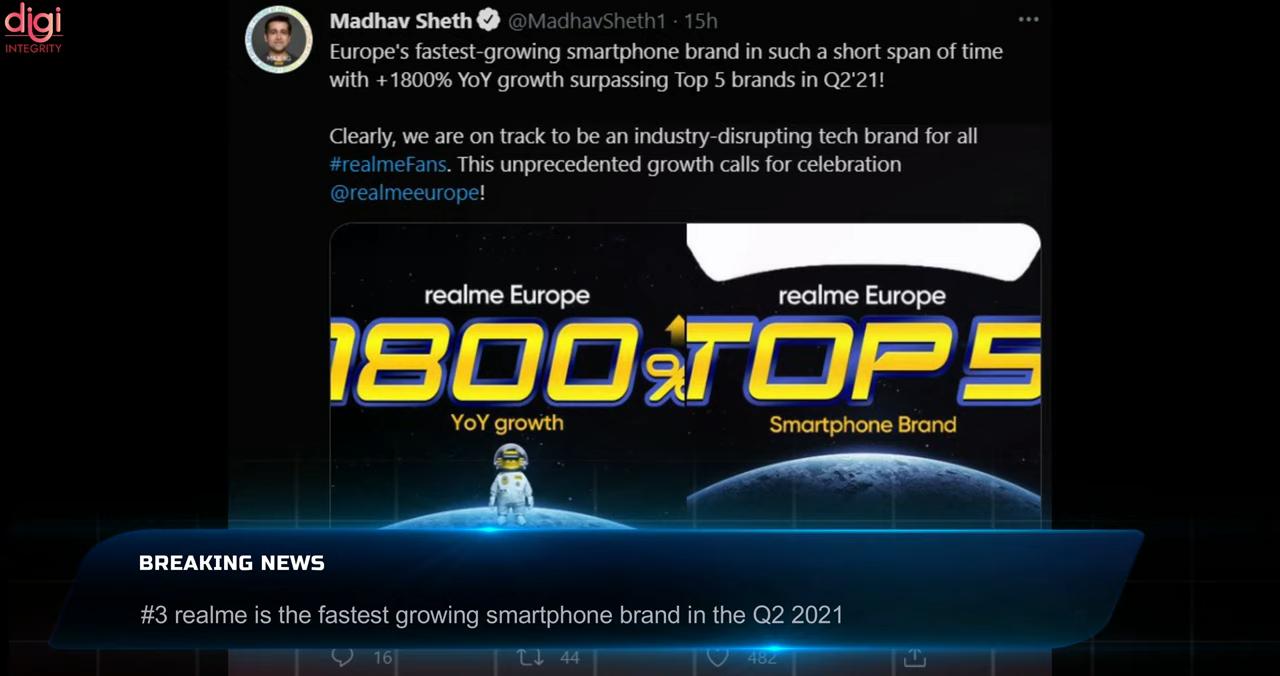 digi
INTEGRITY
Madhav Sheth @MadhavSheth1 · 15h
Europe's fastest-growing smartphone brand in such a short span of time
with +1800% YoY growth surpassing Top 5 brands in Q2'21!
Clearly, we are on track to be an industry-disrupting tech brand for all
#realmeFans. This unprecedented growth calls for celebration
@realmeeurope!
realme Europe
1800%
YoY growth
realme Europe
TOP 5
Smartphone Brand
BREAKING NEWS
#3 realme is the fastest growing smartphone brand in the Q2 2021
16 44 482